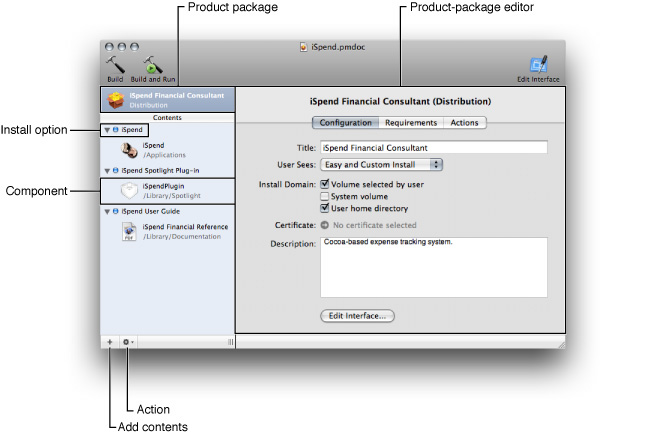 Product package
Product-package editor
iSpend.pmdoc
Build
Build and Run
Edit Interface
iSpend Financial Consultant
Distribution
iSpend Financial Consultant (Distribution)
Contents
Configuration
Requirements
Actions
Install option
iSpend
iSpend
/Applications
Title:
iSpend Financial Consultant
User Sees:
Easy and Custom Install
iSpend Spotlight Plug-in
Component
iSpendPlugin
/Library/Spotlight
Install Domain:
Volume selected by user
System volume
User home directory
iSpend User Guide
iSpend Financial Reference
/Library/Documentation
PDF
Certificate:
No certificate selected
Description:
Cocoa-based expense tracking system.
Edit Interface...
Action
Add contents